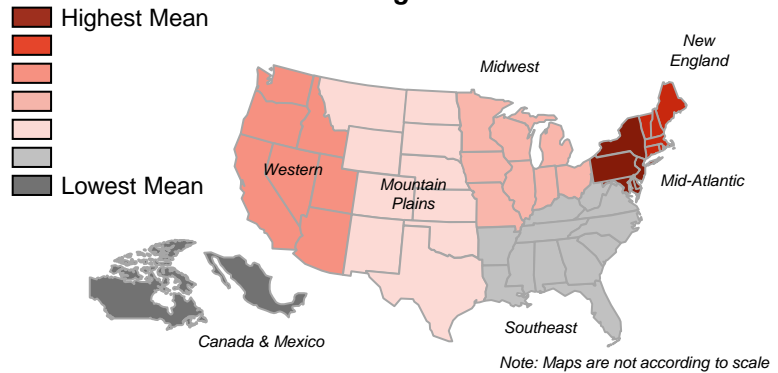 Highest Mean
Lowest Mean
Midwest
New
England
Western
Mountain
Plains
Mid-Atlantic
Southeast
Canada & Mexico
Note: Maps are not according to scale